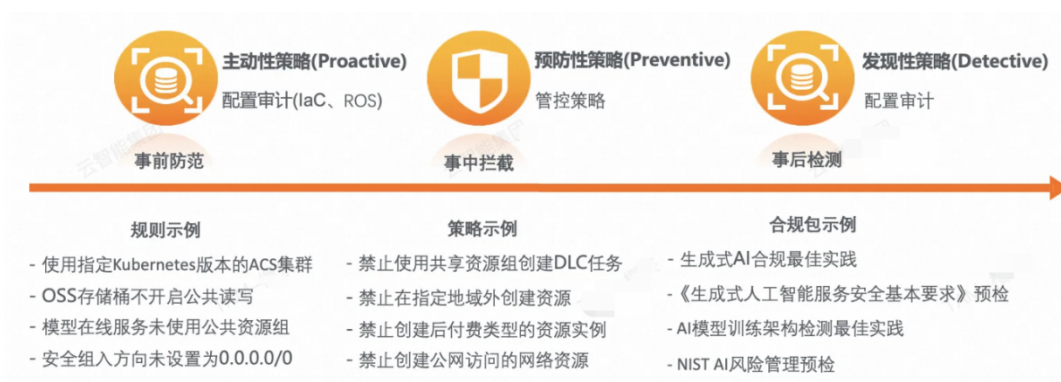 主动性策略(Proactive)
配置审计(IaC、ROS)
事前防范
预防性策略(Preventive)
管控策略
事中拦截
发现性策略(Detective)
配置审计
事后检测
规则示例
- 使用指定Kubernetes版本的ACS集群
- OSS存储桶不开启公共读写
- 模型在线服务未使用公共资源组
- 安全组入方向未设置为0.0.0.0/0
策略示例
- 禁止使用共享资源组创建DLC任务
- 禁止在指定地域外创建资源
- 禁止创建后付费类型的资源实例
- 禁止创建公网访问的网络资源
合规包示例
- 生成式AI合规最佳实践
-《生成式人工智能服务安全基本要求》预检
- AI模型训练架构检测最佳实践
- NIST AI风险管理预检
云智能集团